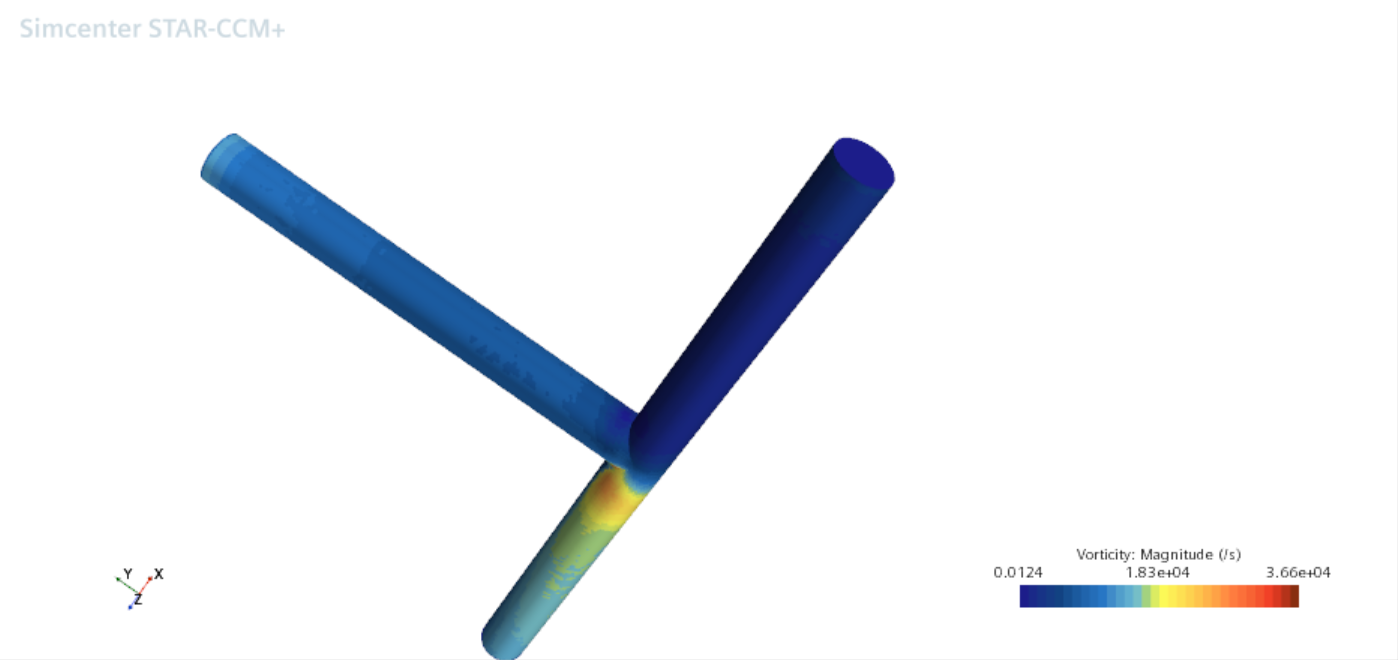 Simcenter STAR-CCM+
Y X
Z
Vorticity: Magnitude (/s)
0.0124 1.83e+04 3.66e+04